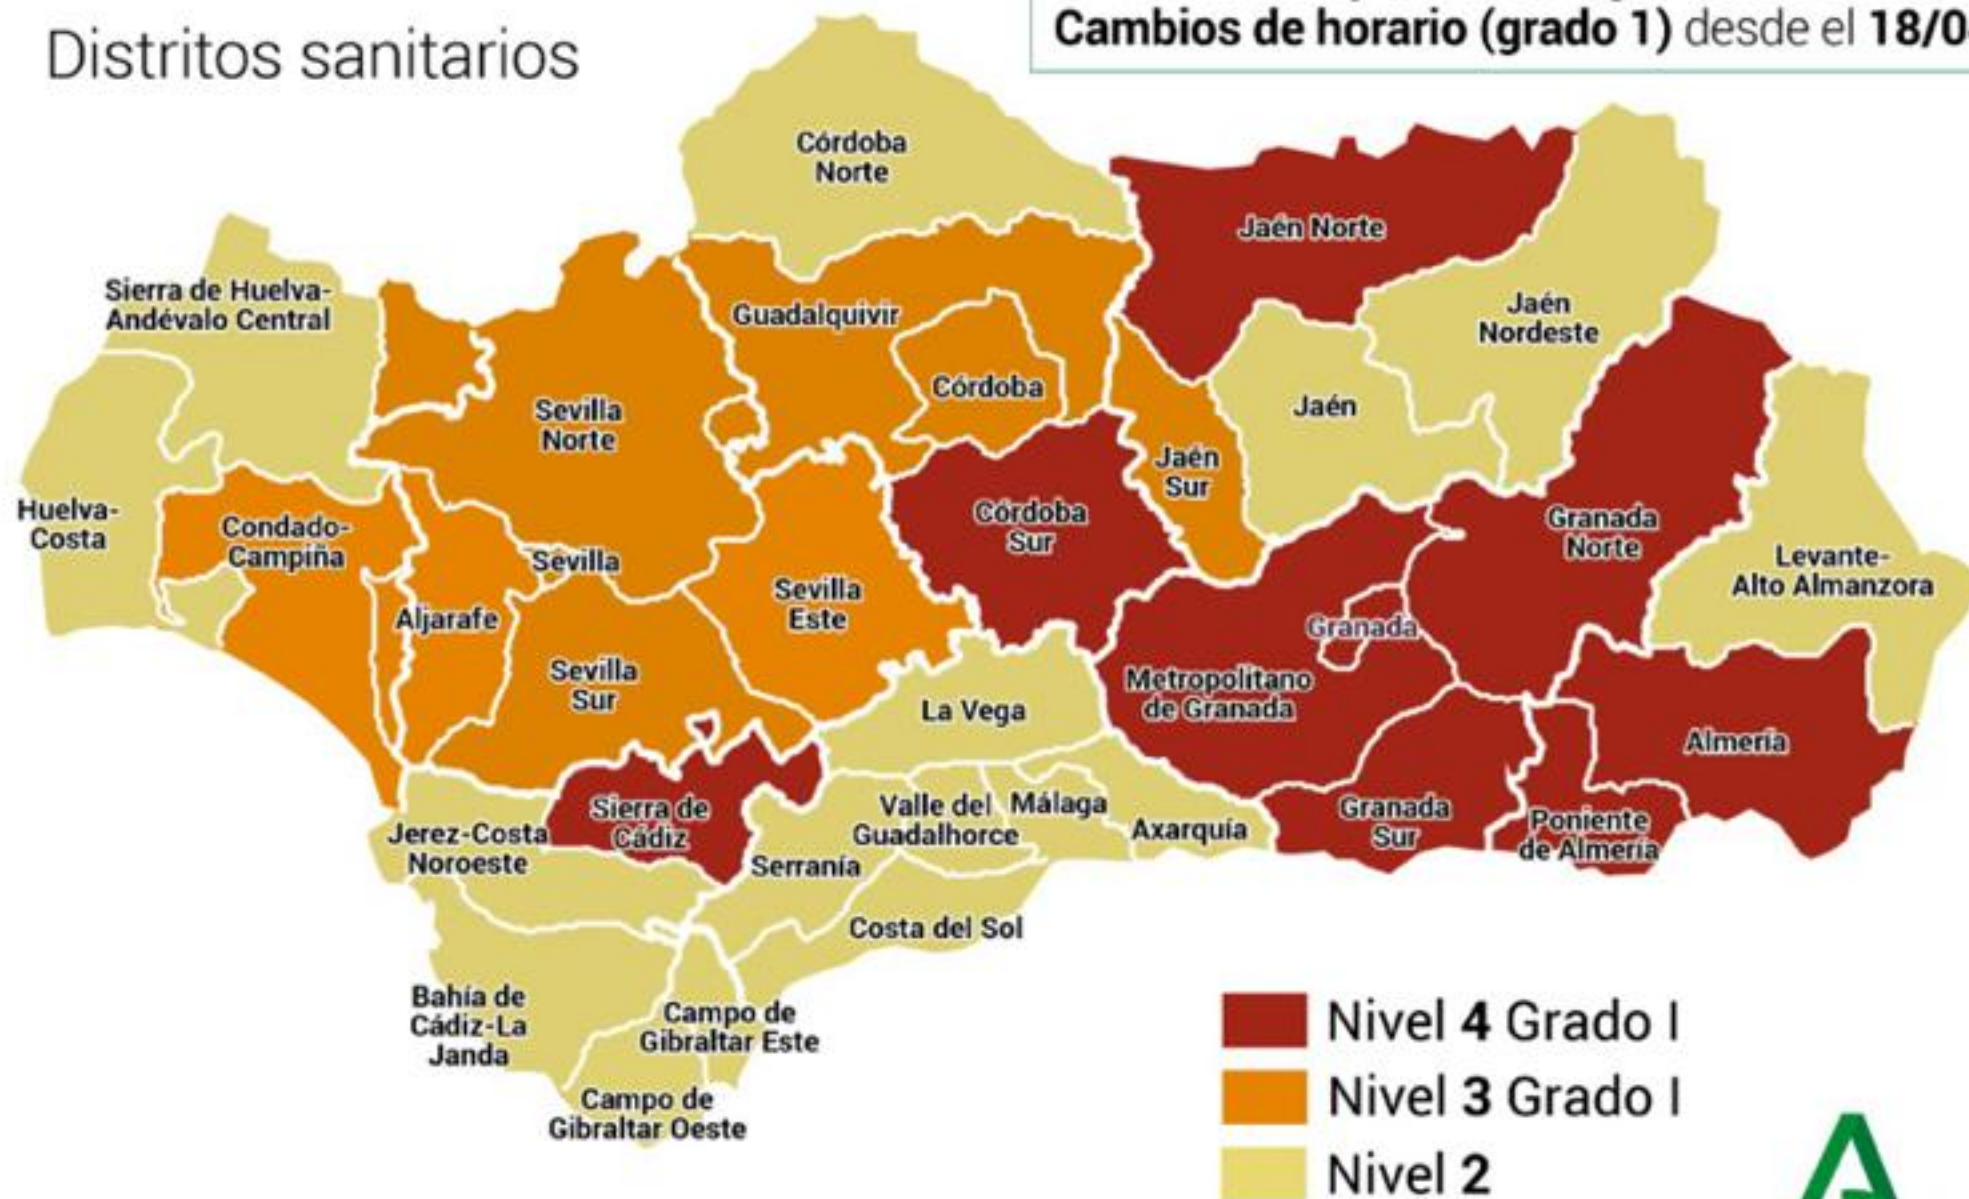 Distritos sanitarios
Cambios de horario (grado 1) desde el 18/0
Córdoba
Norte
Jaén Norte
Sierra de Huelva-
Andévalo Central
Guadalquivir
Jaén
Nordeste
Córdoba
Sevilla
Norte
Jaén
Jaén
Sur
Huelva-
Costa
Condado-
Campiña
Córdoba
Sur
Granada
Norte
Levante-
Alto Almanzora
Sevilla
Aljarafe
Sevilla
Este
Granada
Sevilla
Sur
Metropolitano
de Granada
La Vega
Almería
Sierra de
Cádiz
Valle del
Guadalhorce
Málaga
Axarquía
Granada
Sur
Poniente
de Almería
Jerez-Costa
Noroeste
Serranía
Costa del Sol
Bahía de
Cádiz-La
Janda
Campo de
Gibraltar Este
Campo de
Gibraltar Oeste
Nivel 4 Grado I
Nivel 3 Grado I
Nivel 2